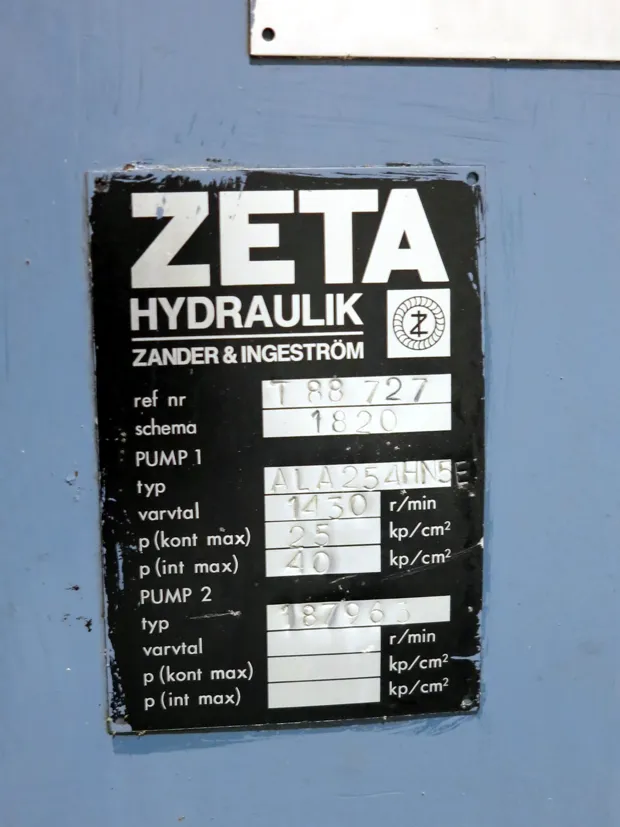 ZETA
HYDRAULIK
ZANDER & INGESTRÖM
ref nr T 88 727
schema 1820
PUMP 1
typ ALA254HN5E
varvtal 1430 r/min
p (kont max) 25 kp/cm²
p (int max) 40 kp/cm²
PUMP 2
typ 187963
varvtal r/min
p (kont max) kp/cm²
p (int max) kp/cm²